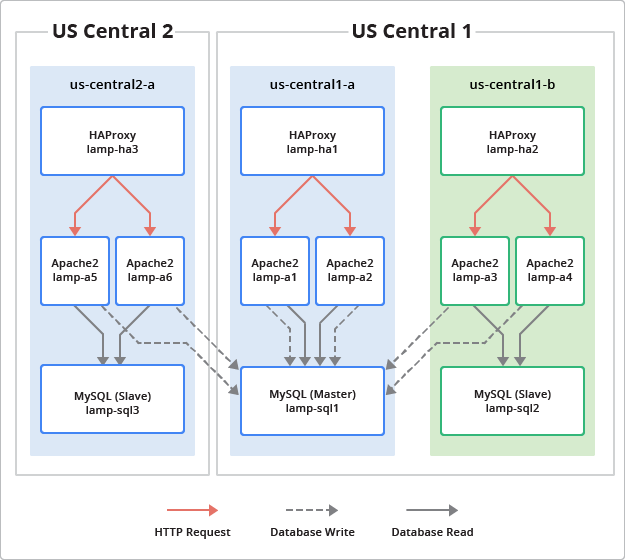 US Central 2
US Central 1
us-central2-a
us-central1-a
us-central1-b
HAProxy
lamp-ha3
HAProxy
lamp-ha1
HAProxy
lamp-ha2
Apache2
lamp-a5
Apache2
lamp-a6
Apache2
lamp-a1
Apache2
lamp-a2
Apache2
lamp-a3
Apache2
lamp-a4
MySQL (Slave)
lamp-sql3
MySQL (Master)
lamp-sql1
MySQL (Slave)
lamp-sql2
HTTP Request
Database Write
Database Read